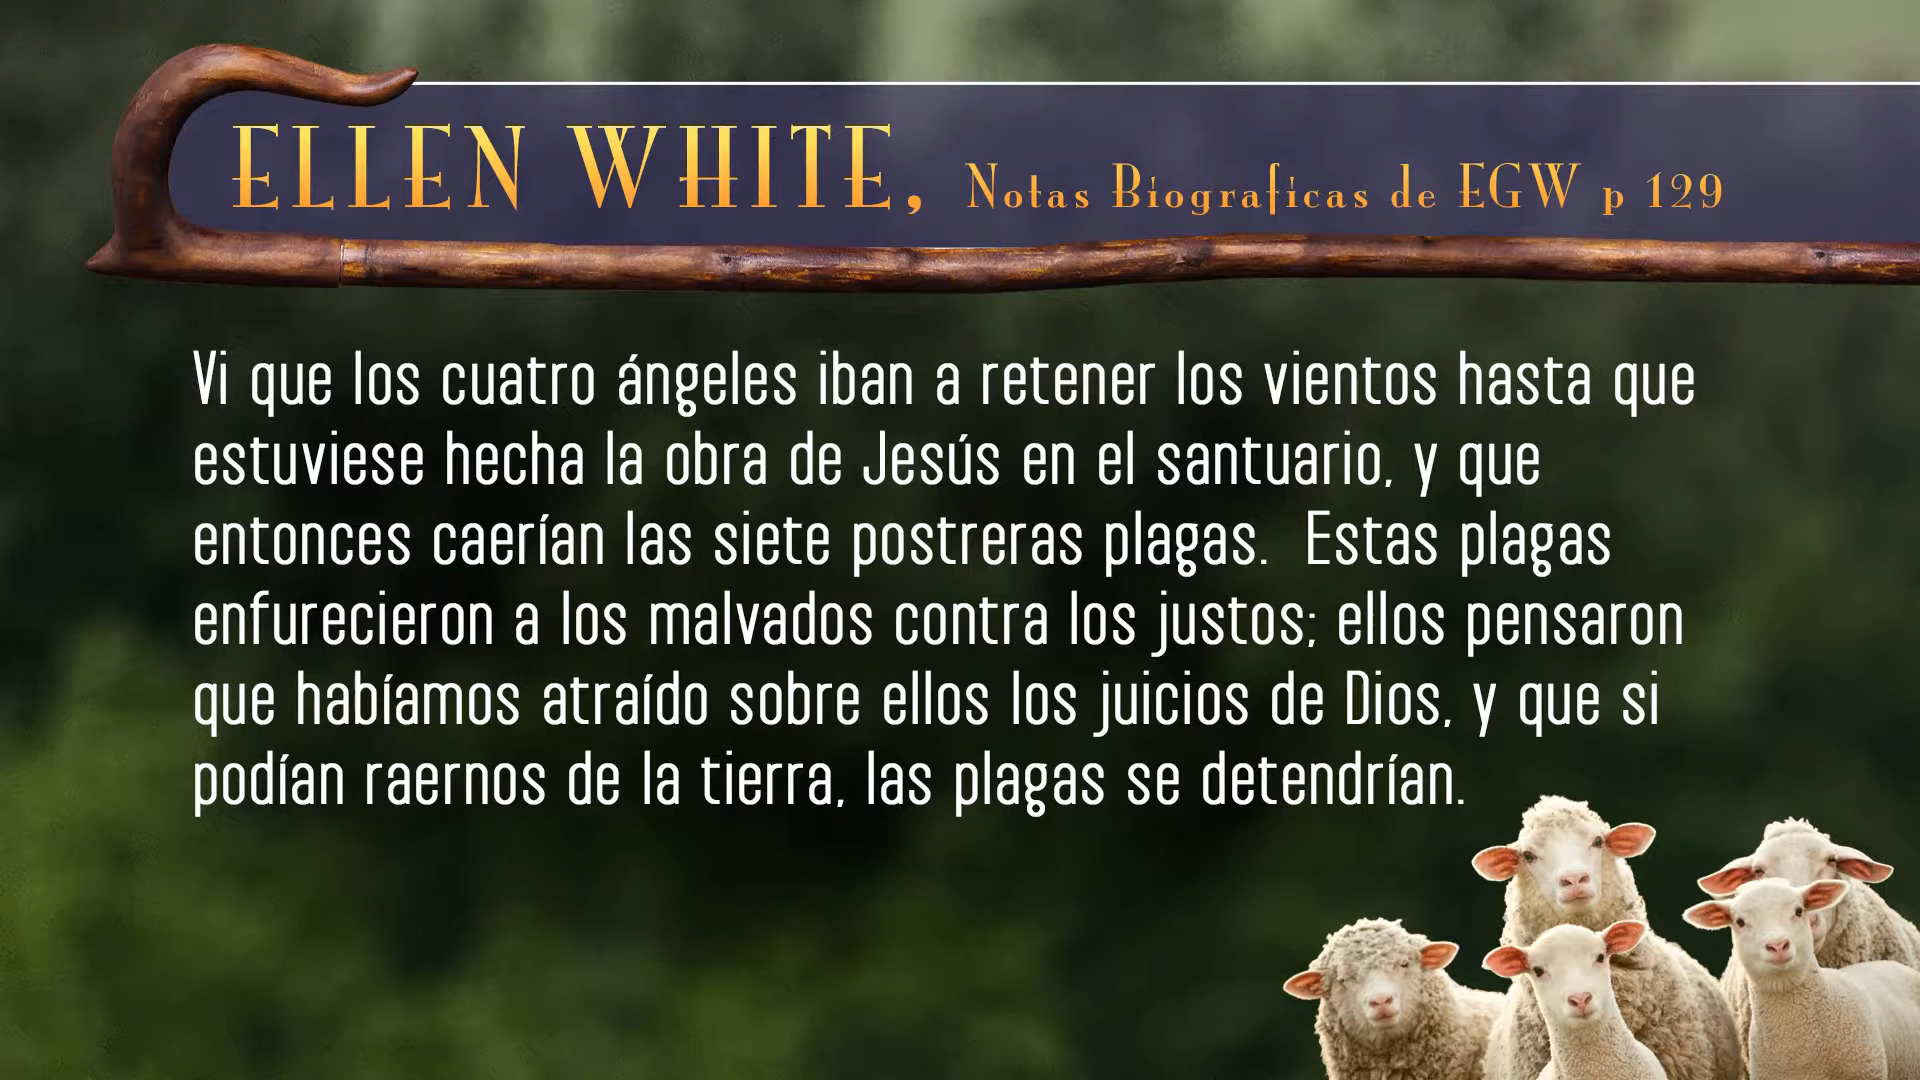 ELLEN WHITE, Notas Biograficas de EGW p 129
Vi que los cuatro ángeles iban a retener los vientos hasta que
estuviese hecha la obra de Jesús en el santuario, y que
entonces caerían las siete postreras plagas.  Estas plagas
enfurecieron a los malvados contra los justos; ellos pensaron
que habíamos atraído sobre ellos los juicios de Dios, y que si
podían raernos de la tierra, las plagas se detendrían.